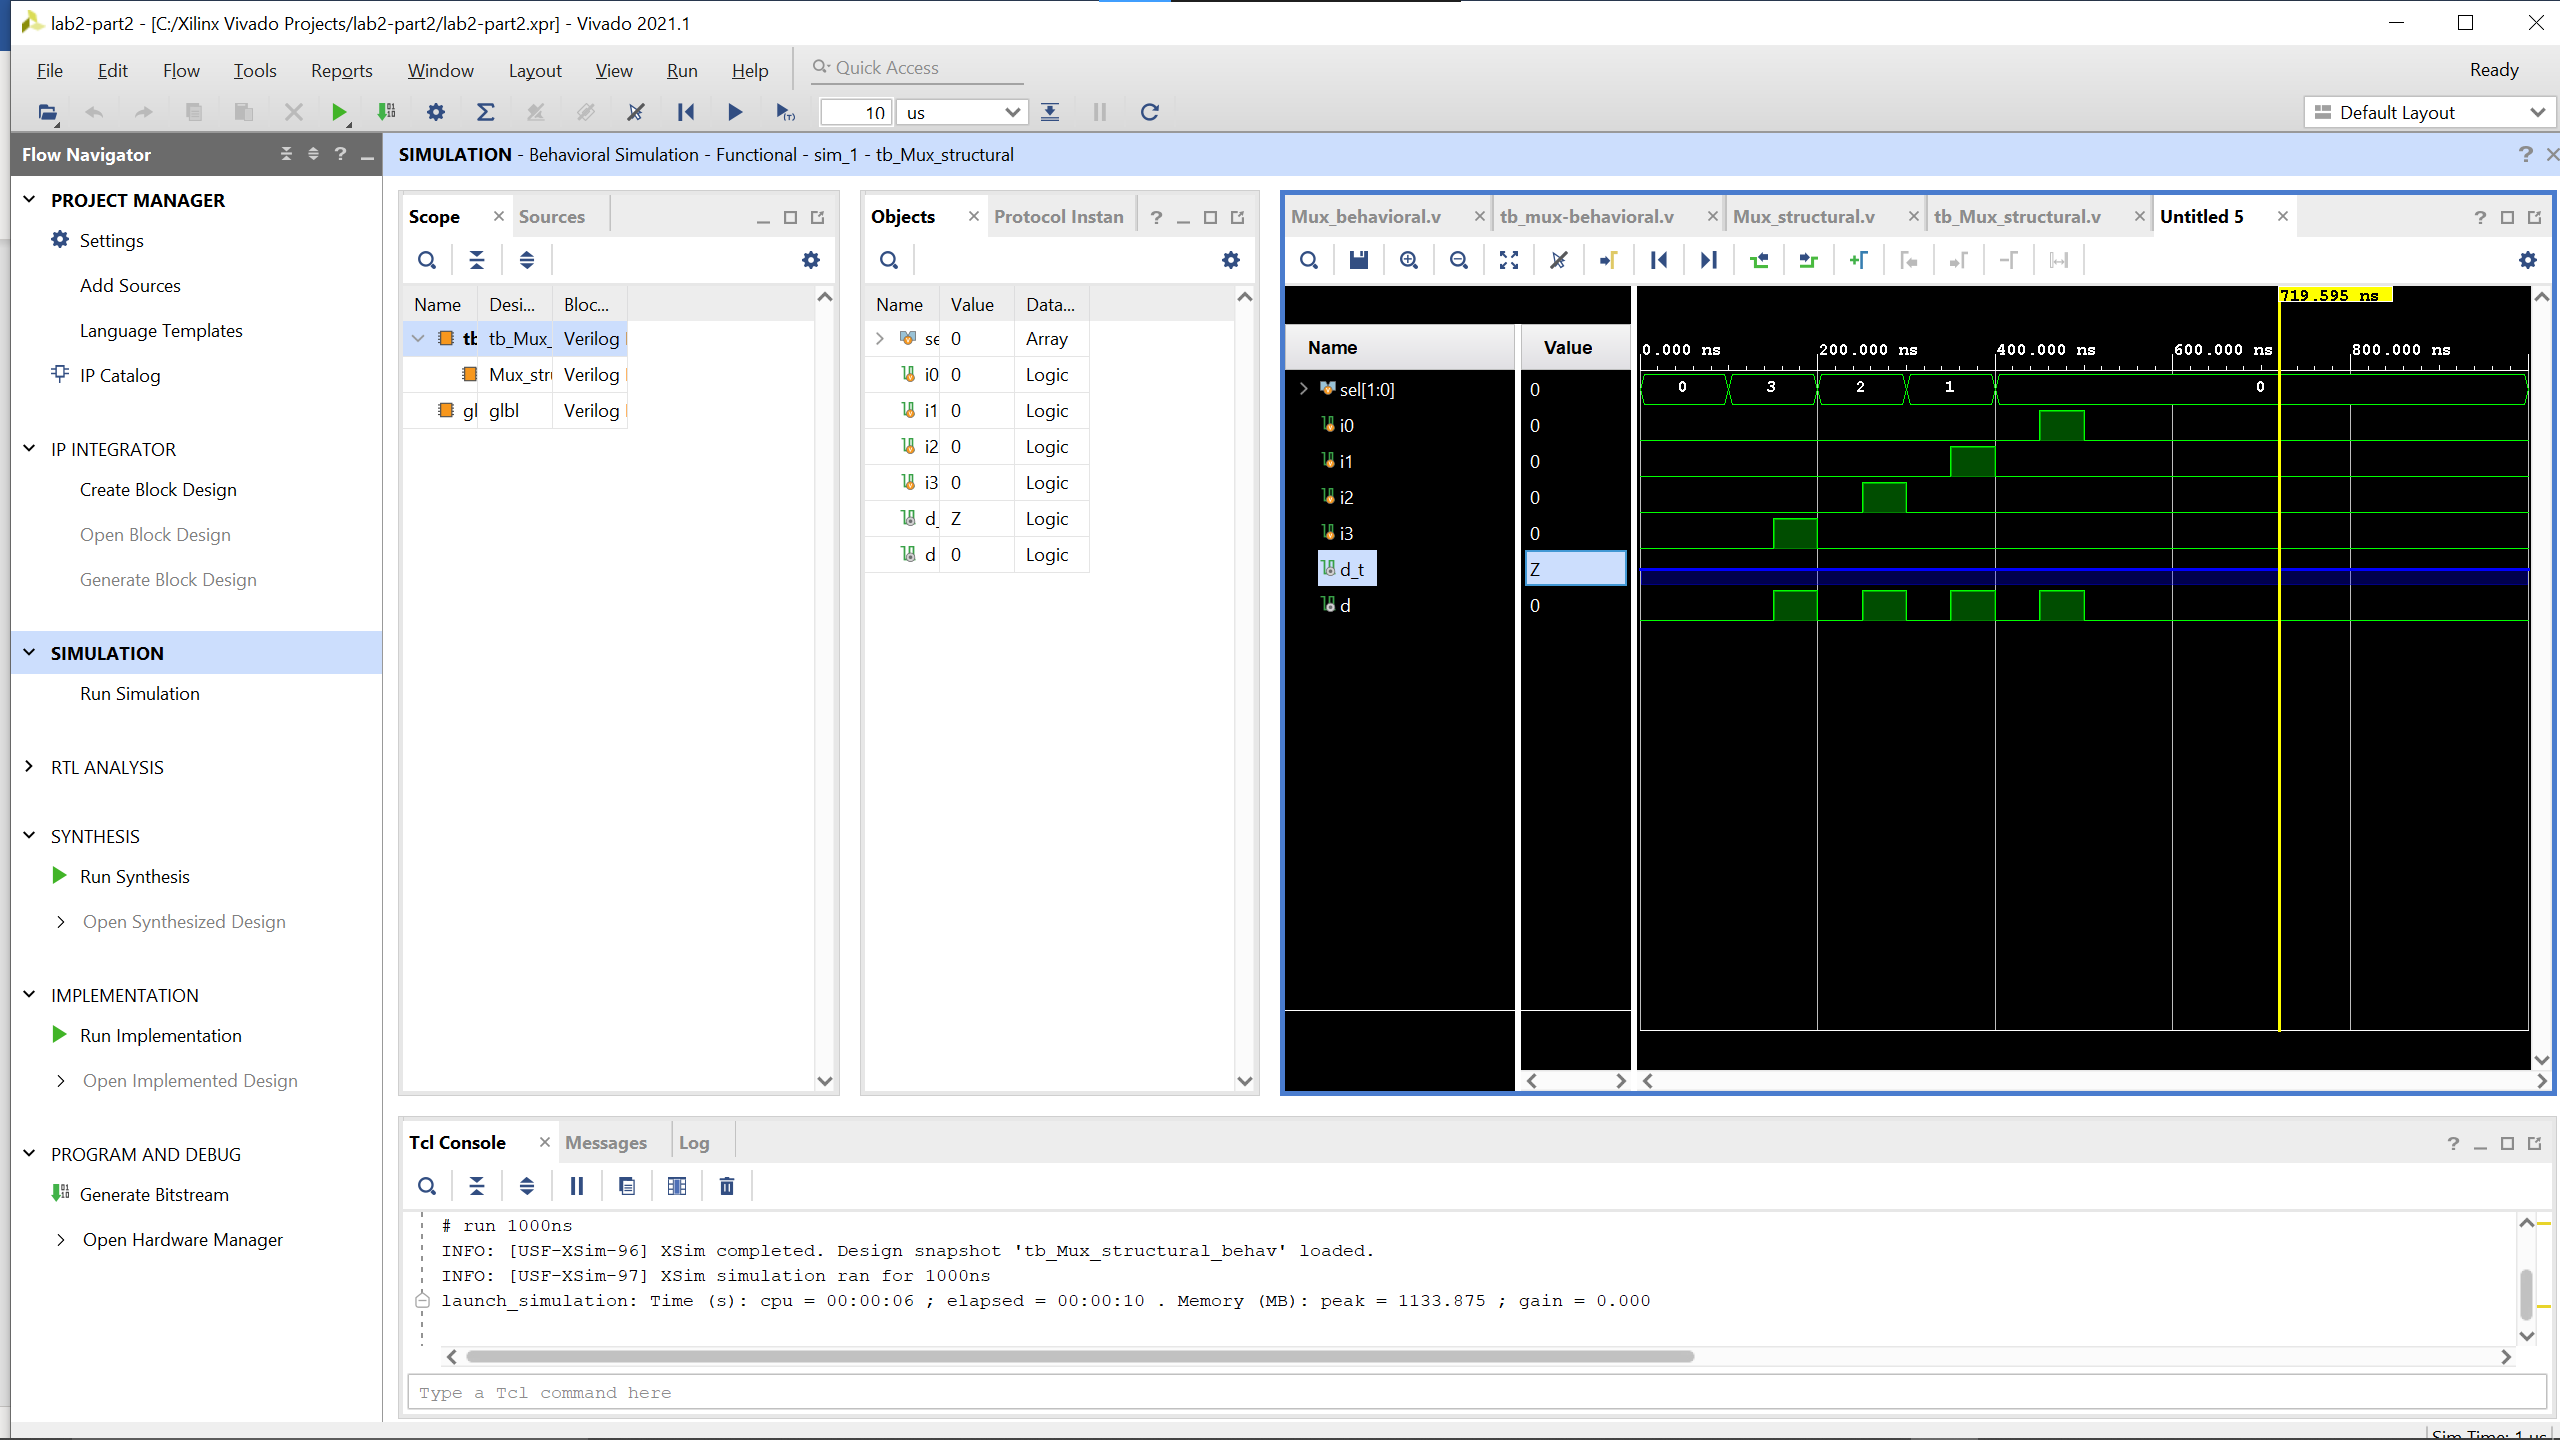 lab2-part2 - [C:/Xilinx Vivado Projects/lab2-part2/lab2-part2.xpr] - Vivado 2021.1
File Edit Flow Tools Reports Window Layout View Run Help Quick Access Ready
10 us Default Layout
Flow Navigator
PROJECT MANAGER
Settings
Add Sources
Language Templates
IP Catalog
IP INTEGRATOR
Create Block Design
Open Block Design
Generate Block Design
SIMULATION
Run Simulation
RTL ANALYSIS
SYNTHESIS
Run Synthesis
Open Synthesized Design
IMPLEMENTATION
Run Implementation
Open Implemented Design
PROGRAM AND DEBUG
Generate Bitstream
Open Hardware Manager
SIMULATION - Behavioral Simulation - Functional - sim_1 - tb_Mux_structural
Scope Sources
Name Desi... Bloc...
tb tb_Mux_ Verilog
Mux_stru Verilog
gl glbl Verilog
Objects Protocol Instan
Name Value Data...
se 0 Array
i0 0 Logic
i1 0 Logic
i2 0 Logic
i3 0 Logic
d_ Z Logic
d 0 Logic
Mux_behavioral.v tb_mux-behavioral.v Mux_structural.v tb_Mux_structural.v Untitled 5
719.595 ns
Name Value
0.000 ns 200.000 ns 400.000 ns 600.000 ns 800.000 ns
sel[1:0] 0 0 3 2 1 0
i0 0
i1 0
i2 0
i3 0
d_t Z
d 0
Tcl Console Messages Log
# run 1000ns
INFO: [USF-XSim-96] XSim completed. Design snapshot 'tb_Mux_structural_behav' loaded.
INFO: [USF-XSim-97] XSim simulation ran for 1000ns
launch_simulation: Time (s): cpu = 00:00:06 ; elapsed = 00:00:10 . Memory (MB): peak = 1133.875 ; gain = 0.000
Type a Tcl command here
Sim Time: 1 us